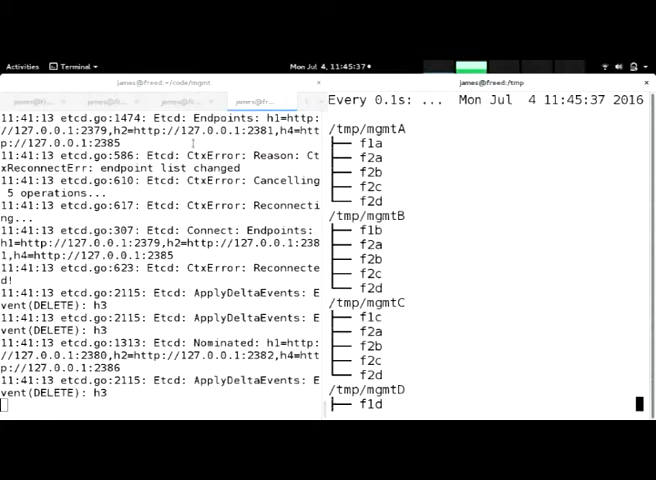 Activities Terminal Mon Jul 4, 11:45:37
james@freed:~/code/mgmt
james@fr... james@fr... james@fr... james@fr...
11:41:13 etcd.go:1474: Etcd: Endpoints: h1=http:
//127.0.0.1:2379,h2=http://127.0.0.1:2381,h4=htt
p://127.0.0.1:2385
11:41:13 etcd.go:586: Etcd: CtxError: Reason: Ct
xReconnectErr: endpoint list changed
11:41:13 etcd.go:610: Etcd: CtxError: Cancelling
5 operations...
11:41:13 etcd.go:617: Etcd: CtxError: Reconnecti
ng...
11:41:13 etcd.go:307: Etcd: Connect: Endpoints:
h1=http://127.0.0.1:2379,h2=http://127.0.0.1:238
1,h4=http://127.0.0.1:2385
11:41:13 etcd.go:623: Etcd: CtxError: Reconnecte
d!
11:41:13 etcd.go:2115: Etcd: ApplyDeltaEvents: E
vent(DELETE): h3
11:41:13 etcd.go:2115: Etcd: ApplyDeltaEvents: E
vent(DELETE): h3
11:41:13 etcd.go:1313: Etcd: Nominated: h1=http:
//127.0.0.1:2380,h2=http://127.0.0.1:2382,h4=htt
p://127.0.0.1:2386
11:41:13 etcd.go:2115: Etcd: ApplyDeltaEvents: E
vent(DELETE): h3
james@freed:/tmp
Every 0.1s: ... Mon Jul 4 11:45:37 2016
/tmp/mgmtA
├── f1a
├── f2a
├── f2b
├── f2c
└── f2d
/tmp/mgmtB
├── f1b
├── f2a
├── f2b
├── f2c
└── f2d
/tmp/mgmtC
├── f1c
├── f2a
├── f2b
├── f2c
└── f2d
/tmp/mgmtD
├── f1d